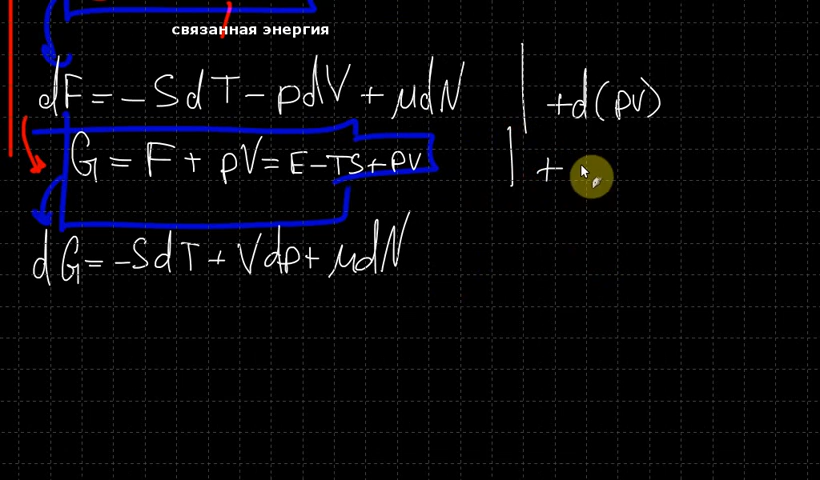 связанная энергия
dF = -SdT - pdV + μdN | +d(pV)
G = F + pV = E - TS + PV | +
dG = -SdT + Vdp + μdN